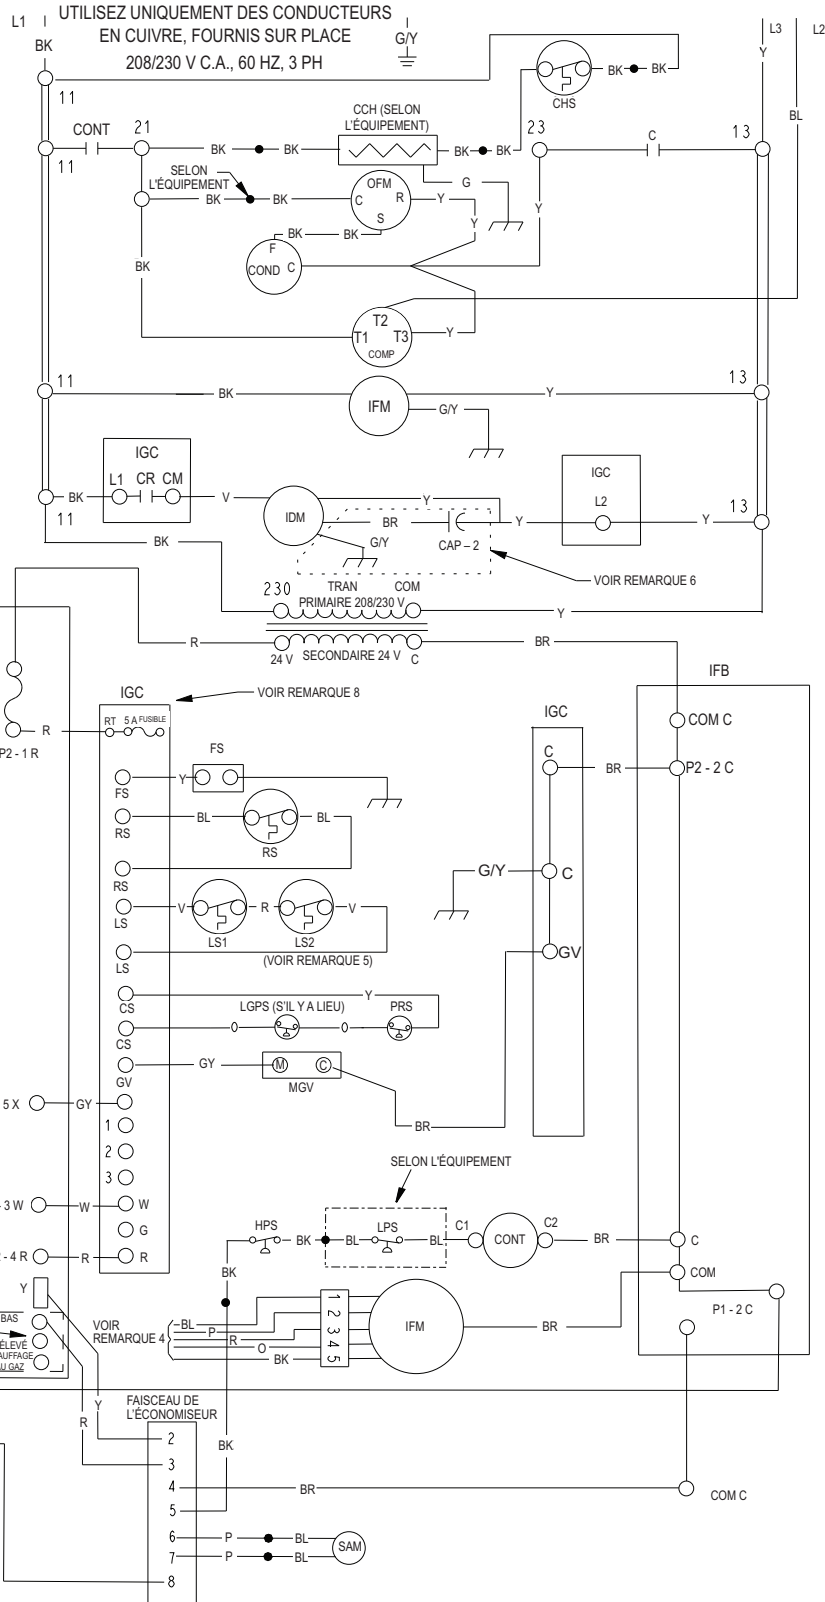 L1
UTILISEZ UNIQUEMENT DES CONDUCTEURS
EN CUIVRE, FOURNIS SUR PLACE
208/230 V C.A., 60 HZ, 3 PH
G/Y
L3
L2
BK
Y
11
CHS
BK
BK
BL
CONT
21
CCH (SELON
L'ÉQUIPEMENT)
23
C
13
11
BK
BK
BK
BK
SELON
L'ÉQUIPEMENT
BK
BK
C
OFM
R
S
Y
G
Y
Y
BK
BK
F
COND
C
BK
T2
T1
T3
COMP
Y
11
BK
IFM
Y
13
G/Y
IGC
L1
CR
CM
IGC
L2
BK
V
IDM
Y
BR
CAP – 2
Y
Y
13
11
G/Y
BK
VOIR REMARQUE 6
230
TRAN
COM
PRIMAIRE 208/230 V
Y
R
24 V
SECONDAIRE 24 V
C
BR
IFB
IGC
VOIR REMARQUE 8
COM C
RT
5 A FUSIBLE
R
P2 - 1 R
IGC
C
BR
P2 - 2 C
FS
Y
FS
RS
BL
BL
RS
RS
G/Y
C
LS
V
R
V
LS1
LS2
(VOIR REMARQUE 5)
LS
GV
CS
Y
LGPS (S'IL Y A LIEU)
PRS
O
O
CS
GY
M
C
MGV
GV
BR
5 X
GY
1
2
3
SELON L'ÉQUIPEMENT
- 3 W
W
W
G
HPS
BK
BL
LPS
BL
C1
CONT
C2
BR
C
- 4 R
R
R
BK
COM
P1 - 2 C
Y
BAS
ÉLEVÉ
AUFFAGE
AU GAZ
VOIR
REMARQUE 4
BL
P
R
O
BK
1
2
3
4
5
IFM
BR
FAISCEAU DE
L'ÉCONOMISEUR
Y
R
BK
2
3
4
BR
COM C
5
6
P
BL
SAM
7
P
BL
8